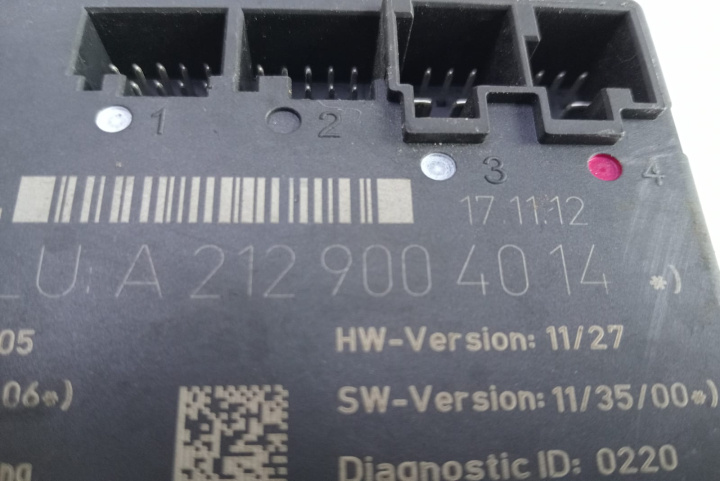 1 2
3 4
17.11.12
LU: A 212 900 40 14 *)
05 HW-Version: 11/27
06*) SW-Version: 11/35/00*)
ng Diagnostic ID: 0220